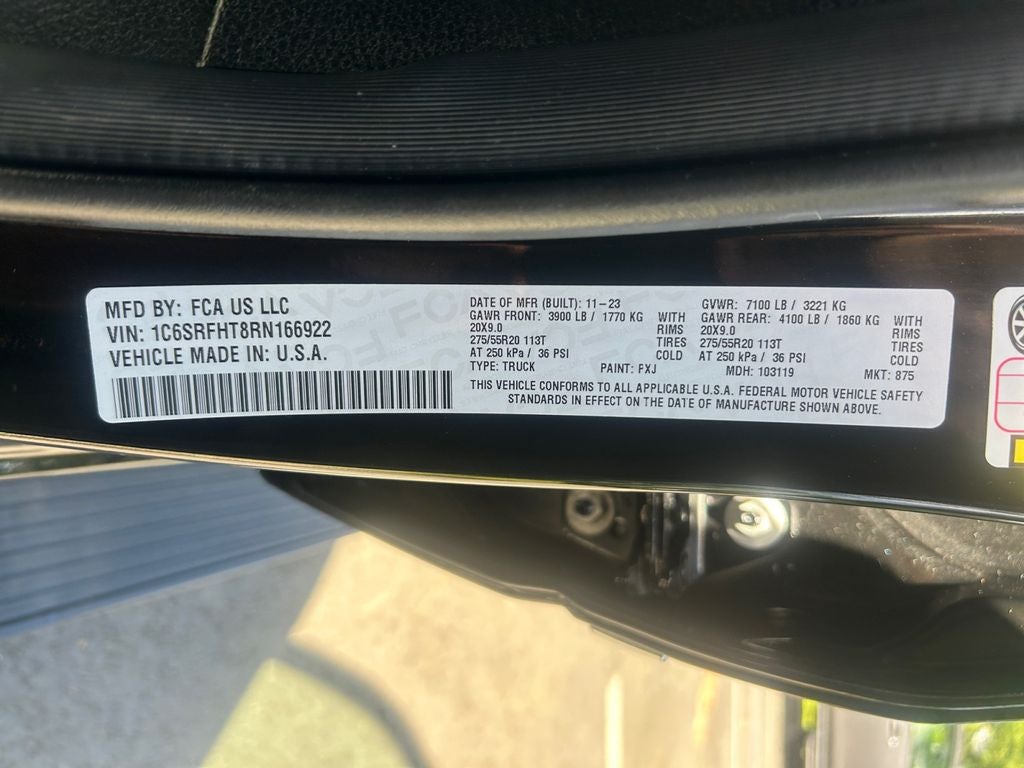 MFD BY: FCA US LLC
VIN: 1C6SRFHT8RN166922
VEHICLE MADE IN: U.S.A.
DATE OF MFR (BUILT): 11-23
GAWR FRONT: 3900 LB / 1770 KG WITH
20X9.0 RIMS
275/55R20 113T TIRES
AT 250 kPa / 36 PSI COLD
TYPE: TRUCK PAINT: FXJ
GVWR: 7100 LB / 3221 KG
GAWR REAR: 4100 LB / 1860 KG WITH
20X9.0 RIMS
275/55R20 113T TIRES
AT 250 kPa / 36 PSI COLD
MDH: 103119 MKT: 875
THIS VEHICLE CONFORMS TO ALL APPLICABLE U.S.A. FEDERAL MOTOR VEHICLE SAFETY
STANDARDS IN EFFECT ON THE DATE OF MANUFACTURE SHOWN ABOVE.